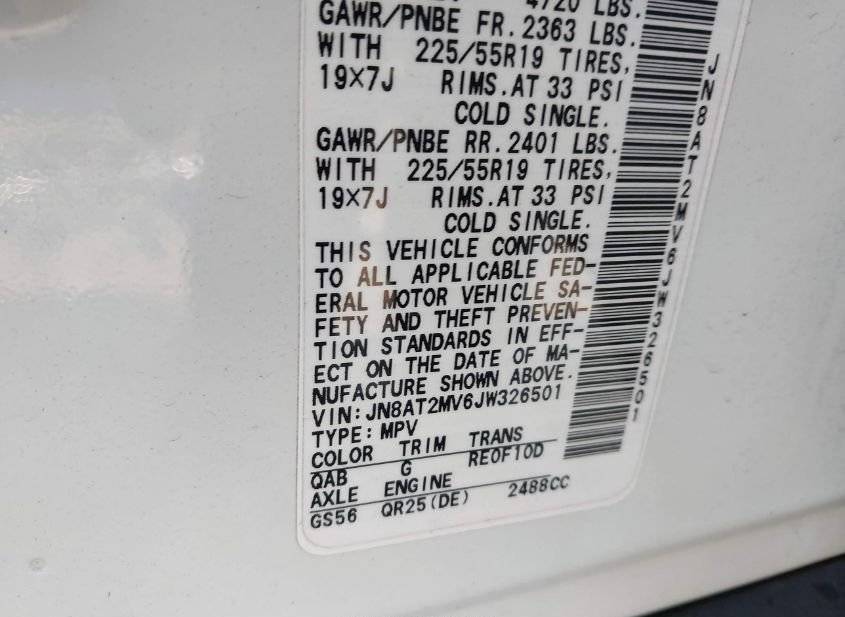 4720 LBS.
GAWR/PNBE FR. 2363 LBS.
WITH 225/55R19 TIRES,
19×7J RIMS.AT 33 PSI
COLD SINGLE.
GAWR/PNBE RR. 2401 LBS.
WITH 225/55R19 TIRES,
19×7J RIMS.AT 33 PSI
COLD SINGLE.
THIS VEHICLE CONFORMS
TO ALL APPLICABLE FED-
ERAL MOTOR VEHICLE SA-
FETY AND THEFT PREVEN-
TION STANDARDS IN EFF-
ECT ON THE DATE OF MA-
NUFACTURE SHOWN ABOVE.
VIN:JN8AT2MV6JW326501
TYPE:MPV
COLOR TRIM TRANS
QAB G RE0F10D
AXLE ENGINE
GS56 QR25(DE) 2488CC
JN8AT2MV6JW326501